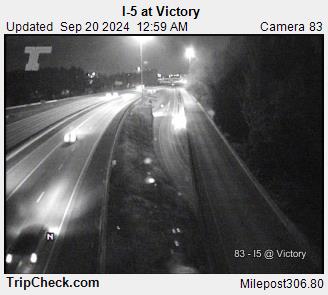 I-5 at Victory
Updated Sep 20 2024 12:59 AM Camera 83
T
N
83 - I5 @ Victory
TripCheck.com Milepost306.80